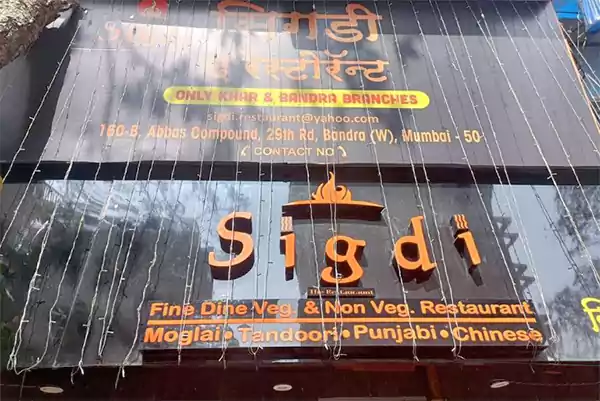 सिगडी
द रेस्टॉरॅन्ट
ONLY KHAR & BANDRA BRANCHES
sigdi.restaurant@yahoo.com
160-B, Abbas Compound, 29th Rd, Bandra (W), Mumbai - 50
( CONTACT NO )
Sigdi
The Restaurant
Fine Dine Veg. & Non Veg. Restaurant
Moglai • Tandoori • Punjabi • Chinese